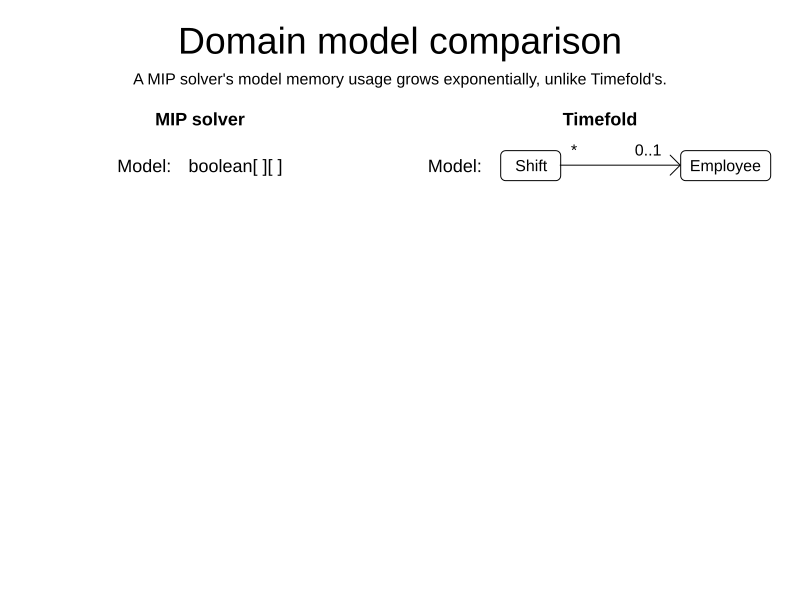 Domain model comparison
A MIP solver's model memory usage grows exponentially, unlike Timefold's.
MIP solver
Model: boolean[ ][ ]
Timefold
Model: Shift * 0..1 Employee